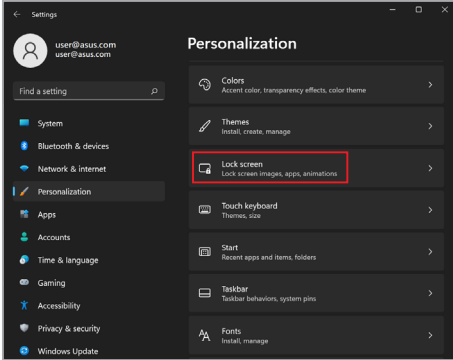 Settings
user@asus.com
user@asus.com
Find a setting
System
Bluetooth & devices
Network & internet
Personalization
Apps
Accounts
Time & language
Gaming
Accessibility
Privacy & security
Windows Update
Personalization
Colors
Accent color, transparency effects, color theme
Themes
Install, create, manage
Lock screen
Lock screen images, apps, animations
Touch keyboard
Themes, size
Start
Recent apps and items, folders
Taskbar
Taskbar behaviors, system pins
Fonts
Install, manage